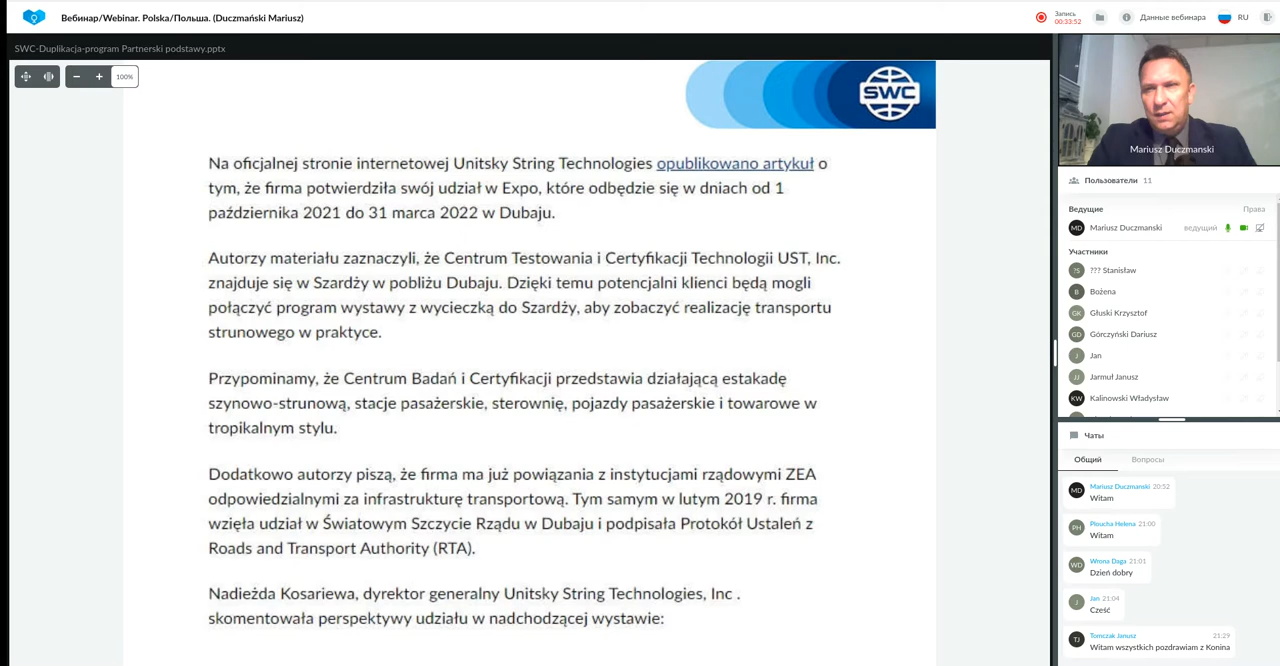 Вебинар/Webinar. Polska/Польша. (Duczmański Mariusz)
Запись
00:33:52
Данные вебинара
RU
SWC-Duplikacja-program Partnerski podstawy.pptx
100%
SWC
Na oficjalnej stronie internetowej Unitsky String Technologies opublikowano artykuł o
tym, że firma potwierdziła swój udział w Expo, które odbędzie się w dniach od 1
października 2021 do 31 marca 2022 w Dubaju.
Autorzy materiału zaznaczyli, że Centrum Testowania i Certyfikacji Technologii UST, Inc.
znajduje się w Szardży w pobliżu Dubaju. Dzięki temu potencjalni klienci będą mogli
połączyć program wystawy z wycieczką do Szardży, aby zobaczyć realizację transportu
strunowego w praktyce.
Przypominamy, że Centrum Badań i Certyfikacji przedstawia działającą estakadę
szynowo-strunową, stacje pasażerskie, sterownię, pojazdy pasażerskie i towarowe w
tropikalnym stylu.
Dodatkowo autorzy piszą, że firma ma już powiązania z instytucjami rządowymi ZEA
odpowiedzialnymi za infrastrukturę transportową. Tym samym w lutym 2019 r. firma
wzięła udział w Światowym Szczycie Rządu w Dubaju i podpisała Protokół Ustaleń z
Roads and Transport Authority (RTA).
Nadieżda Kosariewa, dyrektor generalny Unitsky String Technologies, Inc .
skomentowała perspektywy udziału w nadchodzącej wystawie:
Mariusz Duczmanski
Пользователи 11
Ведущие Права
MD Mariusz Duczmanski ведущий
Участники
?S ??? Stanisław
B Bożena
GK Głuski Krzysztof
GD Górczyński Dariusz
J Jan
JJ Jarmuł Janusz
KW Kalinowski Władysław
Чаты
Общий Вопросы
MD Mariusz Duczmanski 20:52
Witam
PH Płoucha Helena 21:00
Witam
WD Wrona Daga 21:01
Dzień dobry
J Jan 21:04
Cześć
TJ Tomczak Janusz 21:29
Witam wszystkich pozdrawiam z Konina